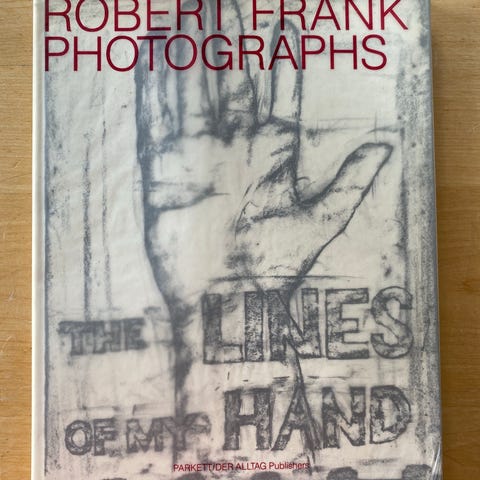 ROBERT FRANK
PHOTOGRAPHS
THE LINES
OF MY HAND
PARKETT/DER ALLTAG Publishers